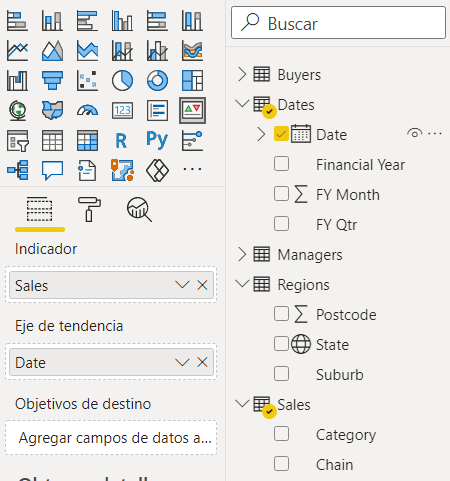 Buscar
123
R
Py
Indicador
Sales
Eje de tendencia
Date
Objetivos de destino
Agregar campos de datos a...
Buyers
Dates
Date
Financial Year
FY Month
FY Qtr
Managers
Regions
Postcode
State
Suburb
Sales
Category
Chain